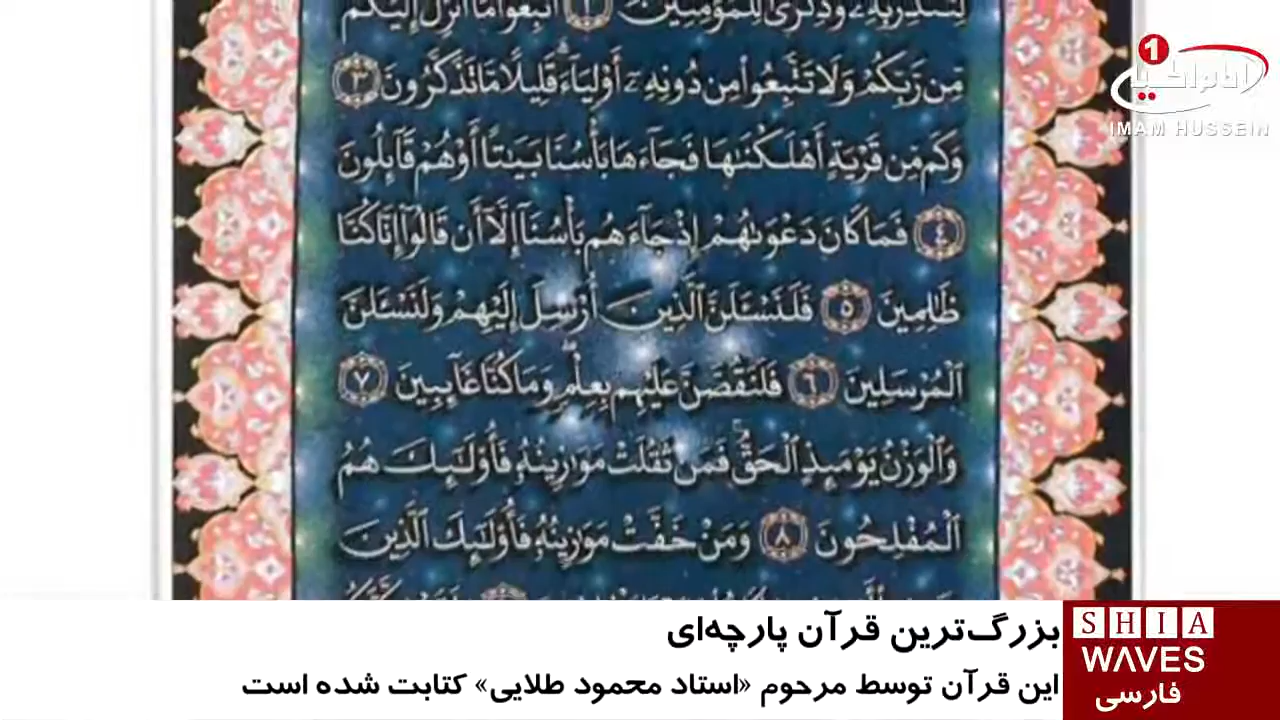 لِتُنذِرَ بِهِۦ وَذِكْرَىٰ لِلْمُؤْمِنِينَ ٢ ٱتَّبِعُوا۟ مَآ أُنزِلَ إِلَيْكُم
مِّن رَّبِّكُمْ وَلَا تَتَّبِعُوا۟ مِن دُونِهِۦٓ أَوْلِيَآءَ ۗ قَلِيلًا مَّا تَذَكَّرُونَ ٣
وَكَم مِّن قَرْيَةٍ أَهْلَكْنَٰهَا فَجَآءَهَا بَأْسُنَا بَيَٰتًا أَوْ هُمْ قَآئِلُونَ
٤ فَمَا كَانَ دَعْوَىٰهُمْ إِذْ جَآءَهُم بَأْسُنَآ إِلَّآ أَن قَالُوٓا۟ إِنَّا كُنَّا
ظَٰلِمِينَ ٥ فَلَنَسْـَٔلَنَّ ٱلَّذِينَ أُرْسِلَ إِلَيْهِمْ وَلَنَسْـَٔلَنَّ
ٱلْمُرْسَلِينَ ٦ فَلَنَقُصَّنَّ عَلَيْهِم بِعِلْمٍ ۖ وَمَا كُنَّا غَآئِبِينَ ٧
وَٱلْوَزْنُ يَوْمَئِذٍ ٱلْحَقُّ ۚ فَمَن ثَقُلَتْ مَوَٰزِينُهُۥ فَأُو۟لَٰٓئِكَ هُمُ
ٱلْمُفْلِحُونَ ٨ وَمَنْ خَفَّتْ مَوَٰزِينُهُۥ فَأُو۟لَٰٓئِكَ ٱلَّذِينَ
1
IMAM HUSSEIN
بزرگ‌ترین قرآن پارچه‌ای
این قرآن توسط مرحوم «استاد محمود طلایی» کتابت شده است
SHIA
WAVES
فارسی